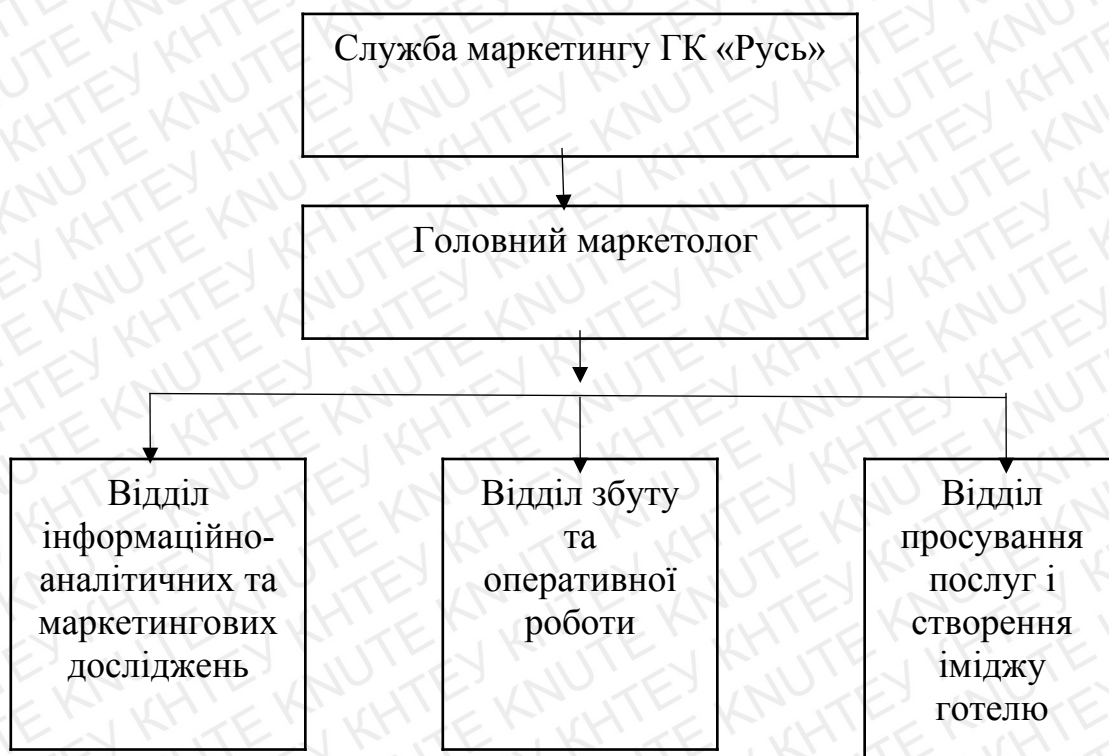 Служба маркетингу ГК «Русь»
Головний маркетолог
Відділ
інформаційно-
аналітичних та
маркетингових
досліджень
Відділ збуту
та
оперативної
роботи
Відділ
просування
послуг і
створення
іміджу
готелю